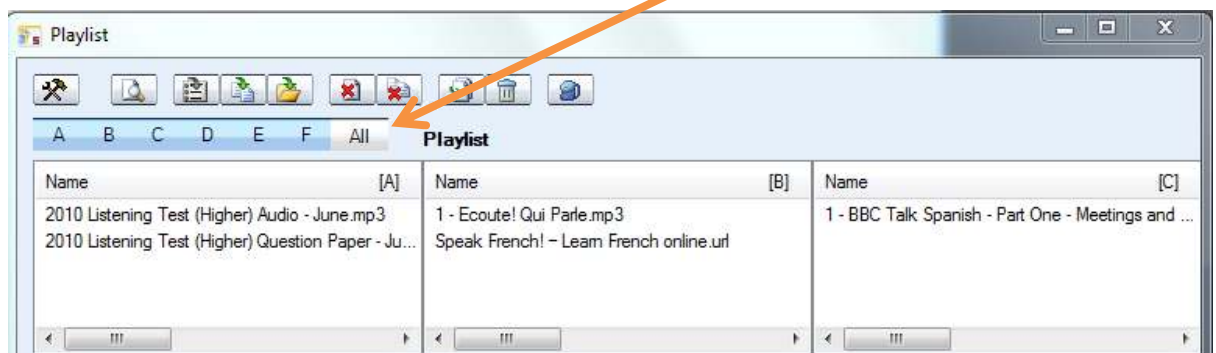 Playlist
A B C D E F All Playlist
Name [A] Name [B] Name [C]
2010 Listening Test (Higher) Audio - June.mp3 1 - Ecoute! Qui Parle.mp3 1 - BBC Talk Spanish - Part One - Meetings and ...
2010 Listening Test (Higher) Question Paper - Ju... Speak French! – Learn French online.url